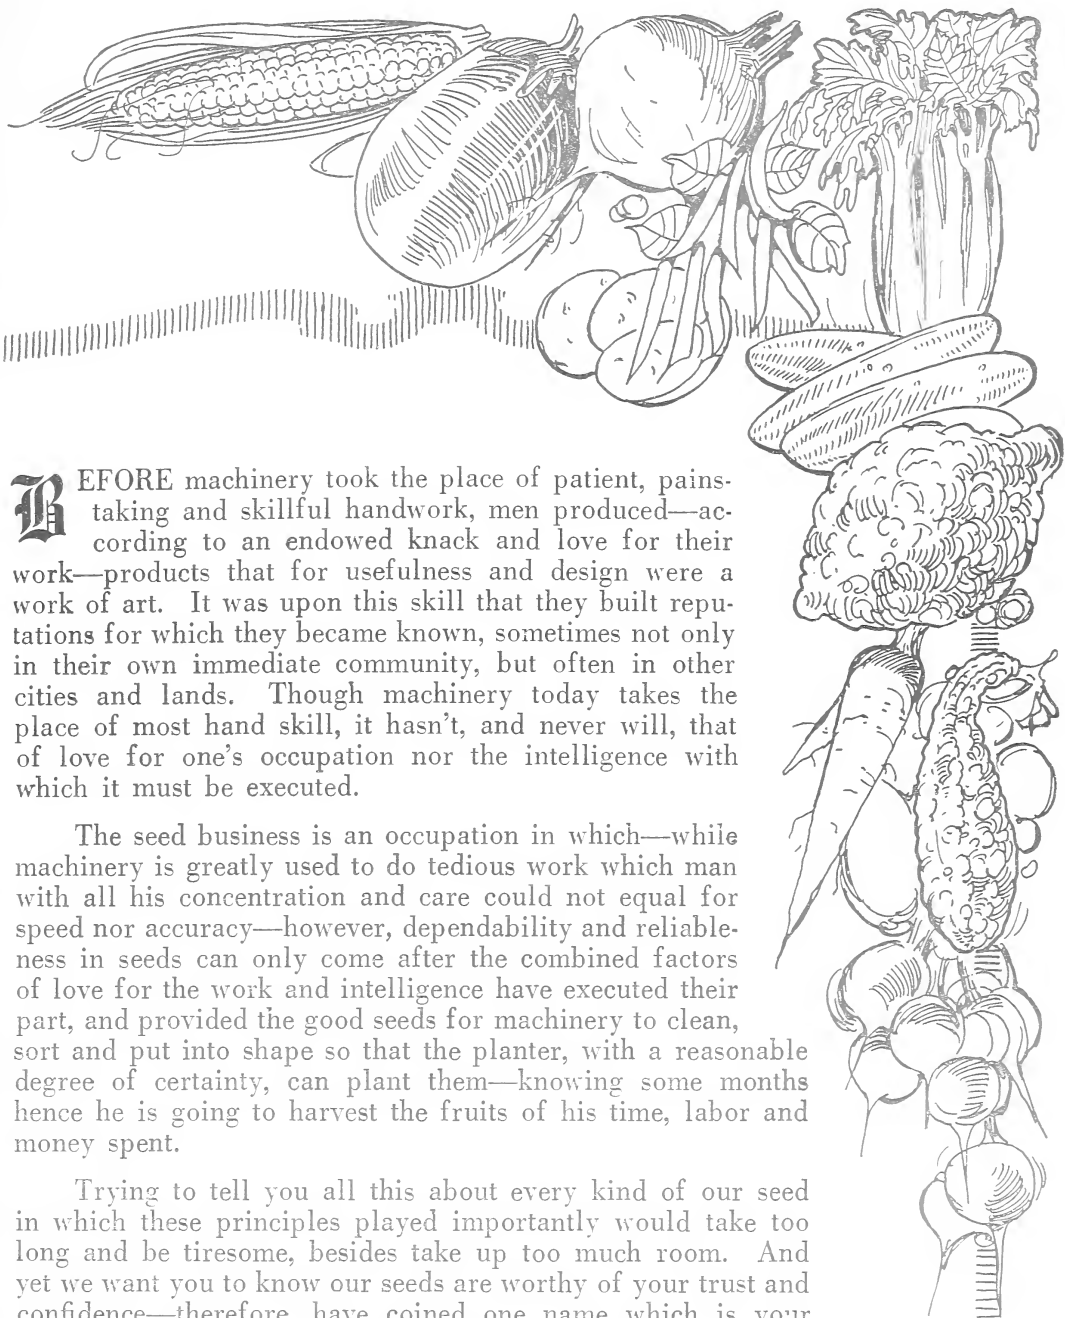 BEFORE machinery took the place of patient, pains-
taking and skillful handwork, men produced—ac-
cording to an endowed knack and love for their
work—products that for usefulness and design were a
work of art. It was upon this skill that they built repu-
tations for which they became known, sometimes not only
in their own immediate community, but often in other
cities and lands. Though machinery today takes the
place of most hand skill, it hasn't, and never will, that
of love for one's occupation nor the intelligence with
which it must be executed.
The seed business is an occupation in which—while
machinery is greatly used to do tedious work which man
with all his concentration and care could not equal for
speed nor accuracy—however, dependability and reliable-
ness in seeds can only come after the combined factors
of love for the work and intelligence have executed their
part, and provided the good seeds for machinery to clean,
sort and put into shape so that the planter, with a reasonable
degree of certainty, can plant them—knowing some months
hence he is going to harvest the fruits of his time, labor and
money spent.
Trying to tell you all this about every kind of our seed
in which these principles played importantly would take too
long and be tiresome, besides take up too much room. And
yet we want you to know our seeds are worthy of your trust and
confidence—therefore, have coined one name which is your